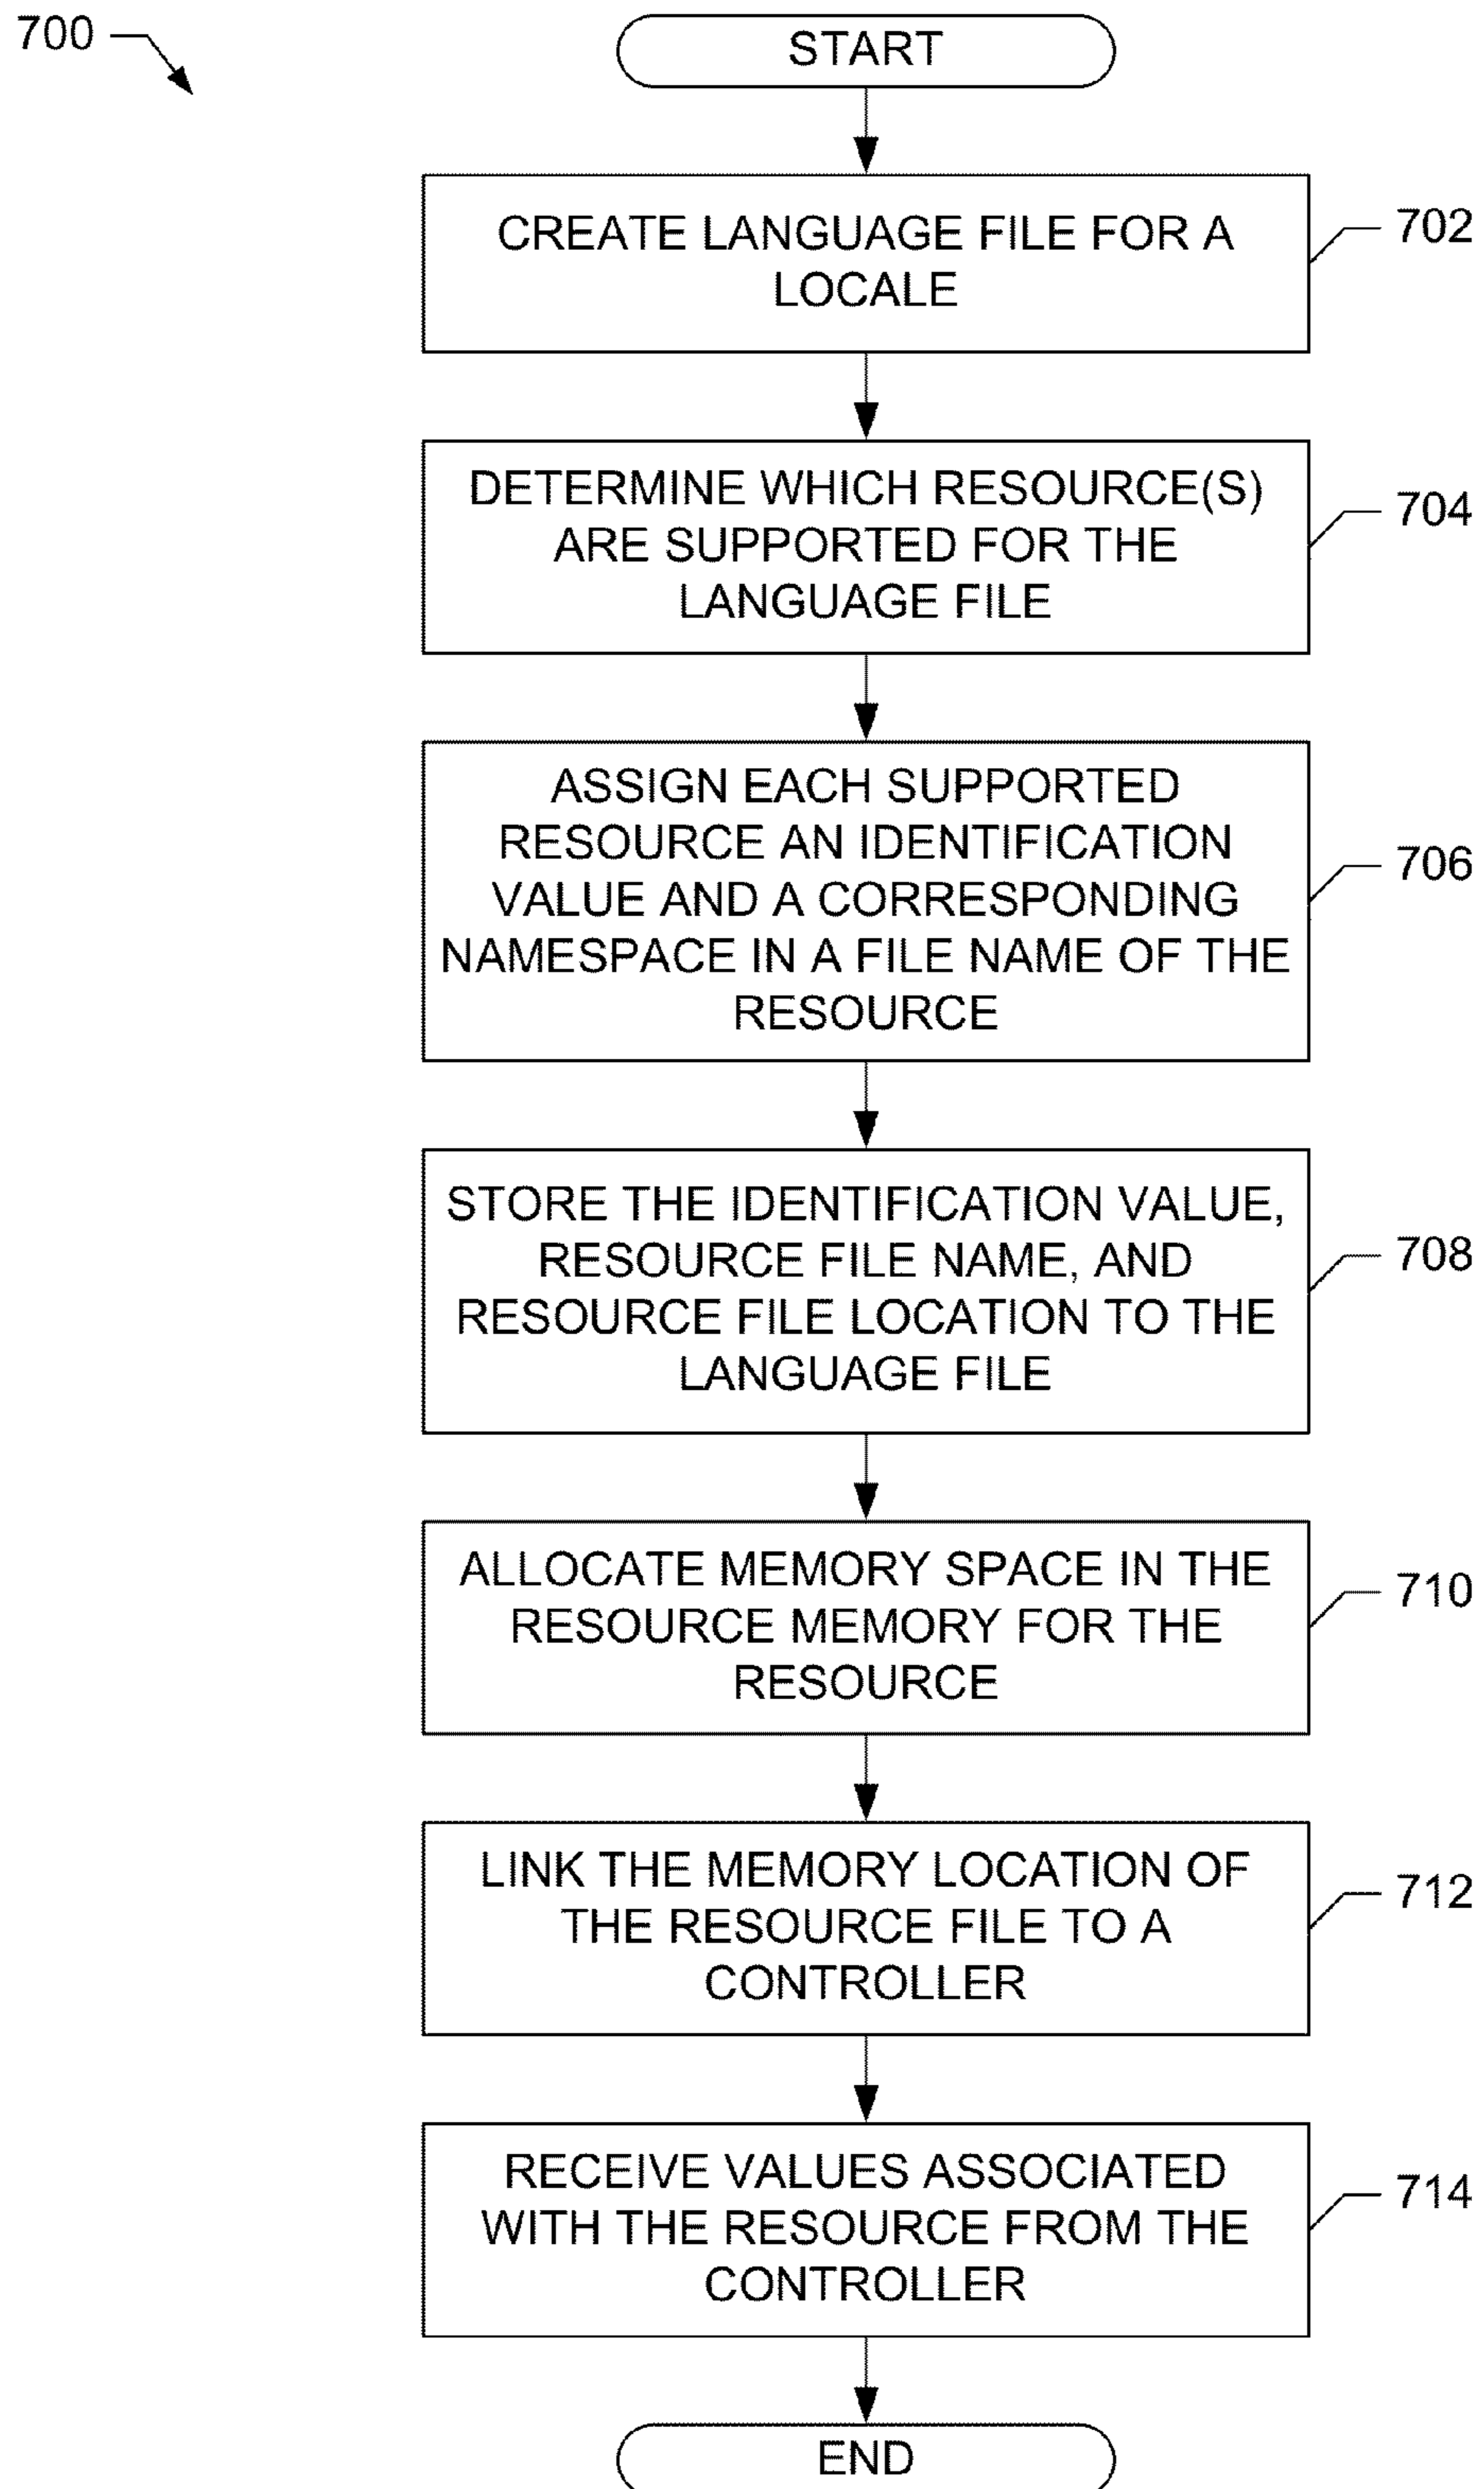 700
START
CREATE LANGUAGE FILE FOR A
LOCALE
702
DETERMINE WHICH RESOURCE(S)
ARE SUPPORTED FOR THE
LANGUAGE FILE
704
ASSIGN EACH SUPPORTED
RESOURCE AN IDENTIFICATION
VALUE AND A CORRESPONDING
NAMESPACE IN A FILE NAME OF THE
RESOURCE
706
STORE THE IDENTIFICATION VALUE,
RESOURCE FILE NAME, AND
RESOURCE FILE LOCATION TO THE
LANGUAGE FILE
708
ALLOCATE MEMORY SPACE IN THE
RESOURCE MEMORY FOR THE
RESOURCE
710
LINK THE MEMORY LOCATION OF
THE RESOURCE FILE TO A
CONTROLLER
712
RECEIVE VALUES ASSOCIATED
WITH THE RESOURCE FROM THE
CONTROLLER
714
END